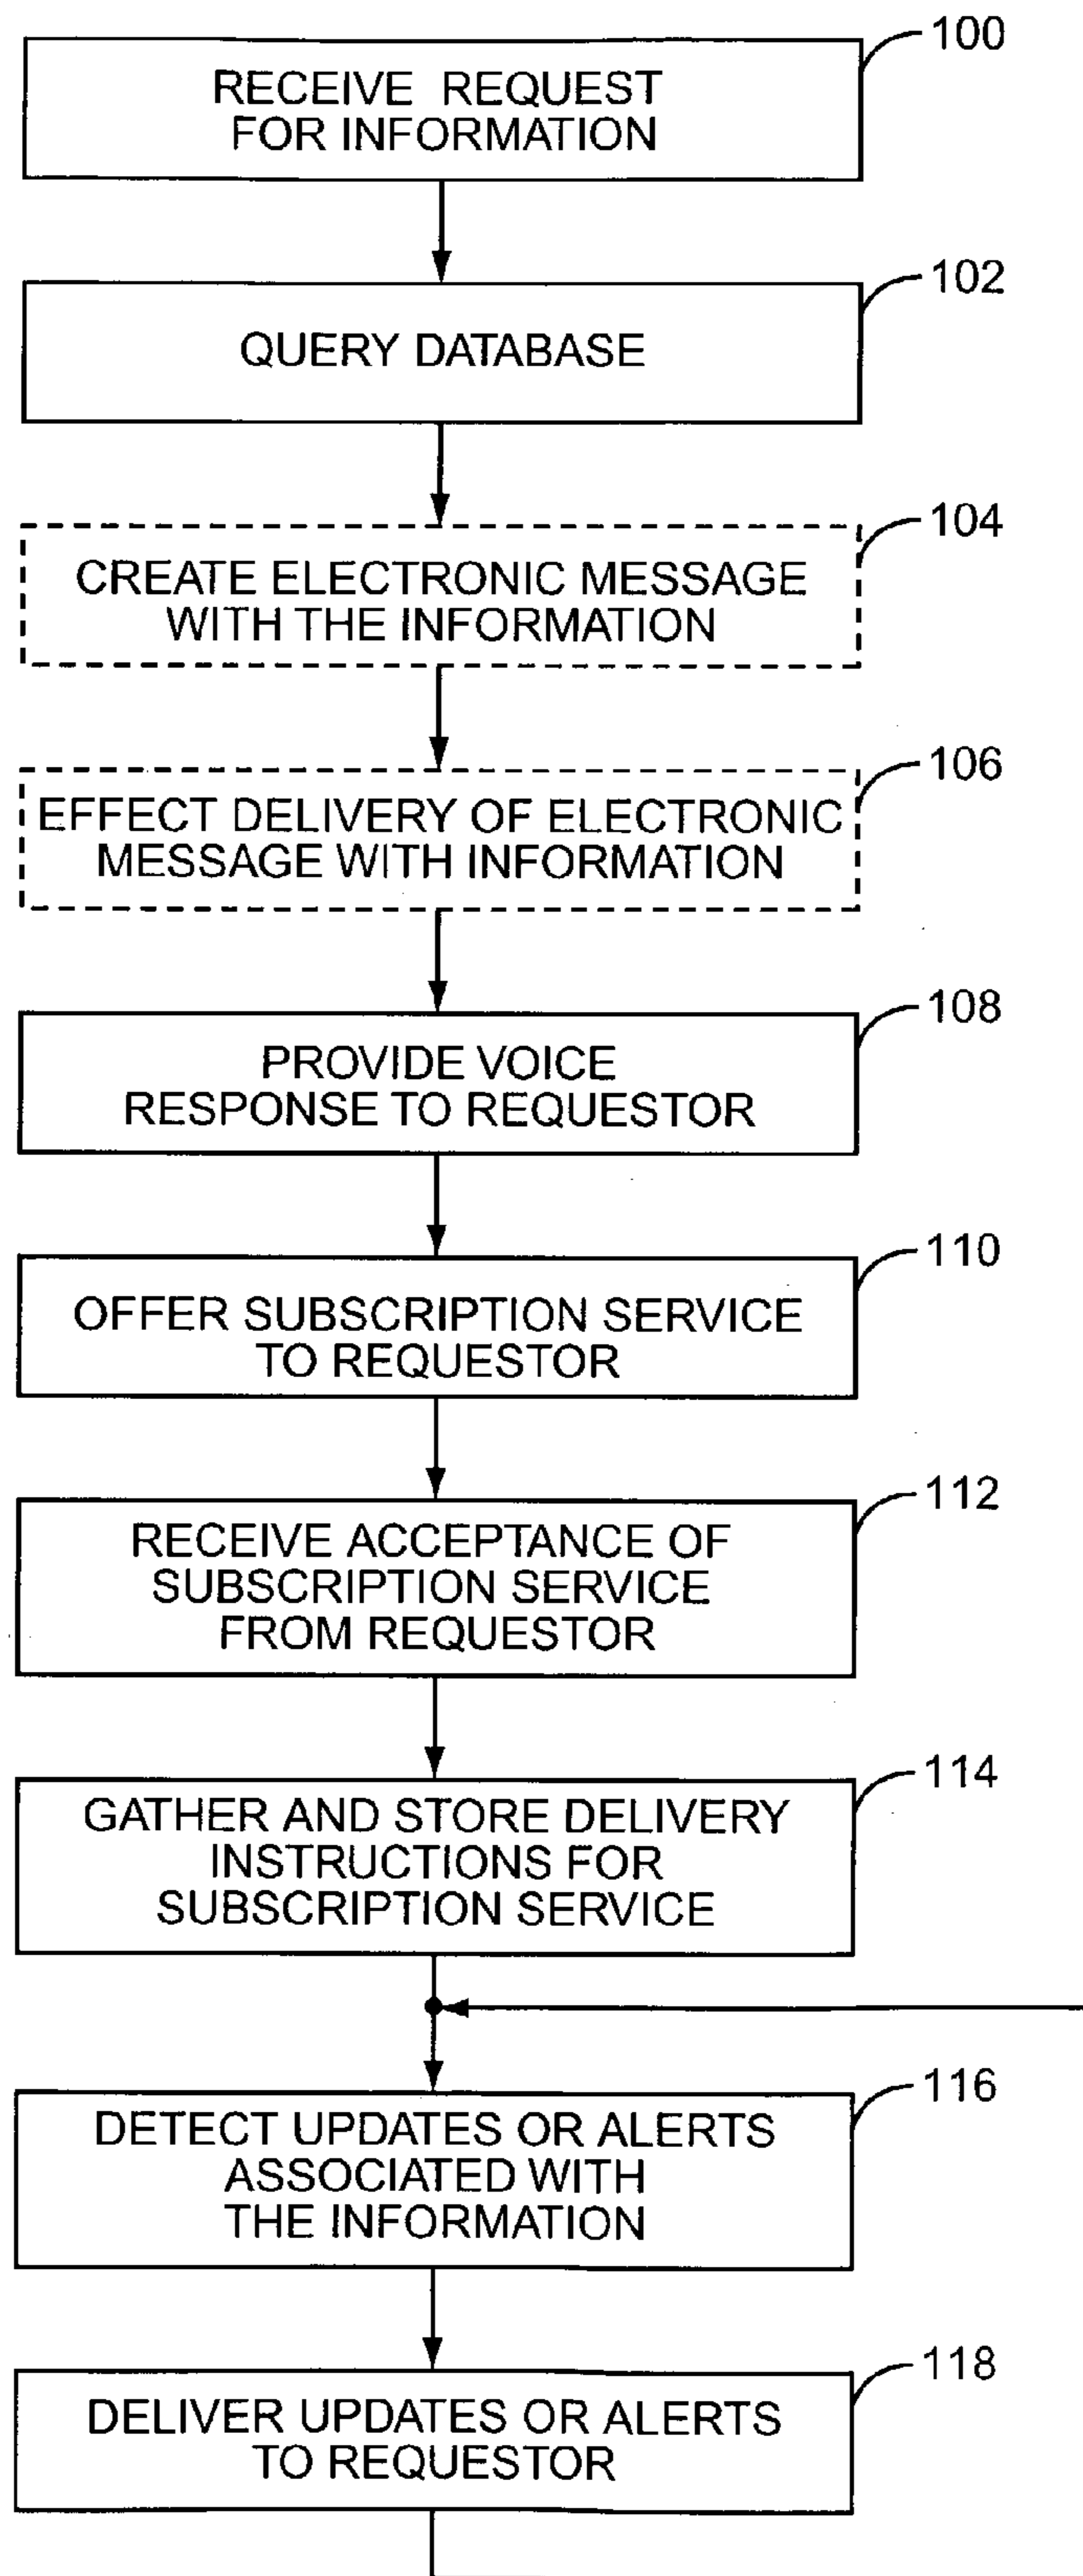 100
RECEIVE REQUEST
FOR INFORMATION
102
QUERY DATABASE
104
CREATE ELECTRONIC MESSAGE
WITH THE INFORMATION
106
EFFECT DELIVERY OF ELECTRONIC
MESSAGE WITH INFORMATION
108
PROVIDE VOICE
RESPONSE TO REQUESTOR
110
OFFER SUBSCRIPTION SERVICE
TO REQUESTOR
112
RECEIVE ACCEPTANCE OF
SUBSCRIPTION SERVICE
FROM REQUESTOR
114
GATHER AND STORE DELIVERY
INSTRUCTIONS FOR
SUBSCRIPTION SERVICE
116
DETECT UPDATES OR ALERTS
ASSOCIATED WITH
THE INFORMATION
118
DELIVER UPDATES OR ALERTS
TO REQUESTOR